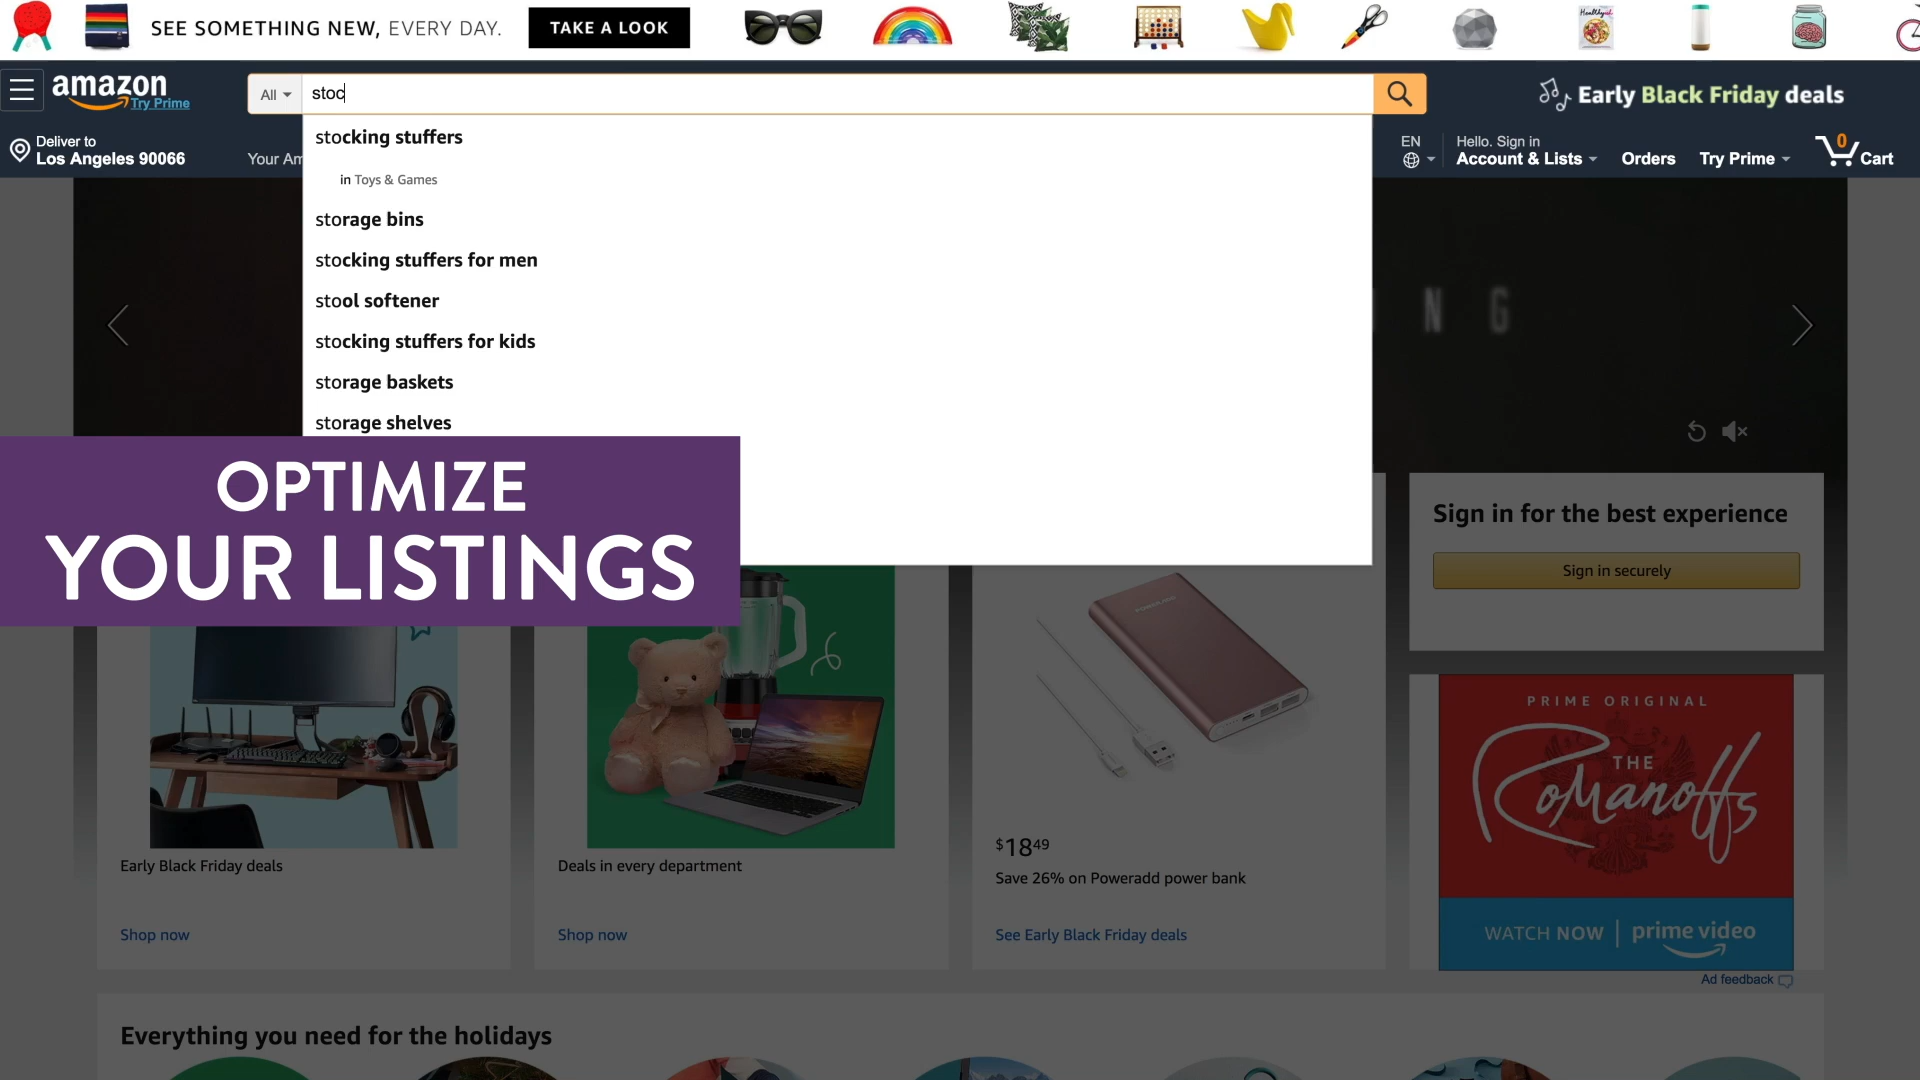 SEE SOMETHING NEW, EVERY DAY.
TAKE A LOOK
Healthyish
amazon
Try Prime
All
stoc
Early Black Friday deals
Deliver to
Los Angeles 90066
Your Am
EN
Hello. Sign in
Account & Lists
Orders
Try Prime
0
Cart
stocking stuffers
in Toys & Games
storage bins
stocking stuffers for men
stool softener
stocking stuffers for kids
storage baskets
storage shelves
N G
OPTIMIZE
YOUR LISTINGS
Sign in for the best experience
Sign in securely
PRIME ORIGINAL
THE
Romanoffs
WATCH NOW | prime video
Ad feedback
Early Black Friday deals
Shop now
Deals in every department
Shop now
$18 49
Save 26% on Poweradd power bank
See Early Black Friday deals
Everything you need for the holidays